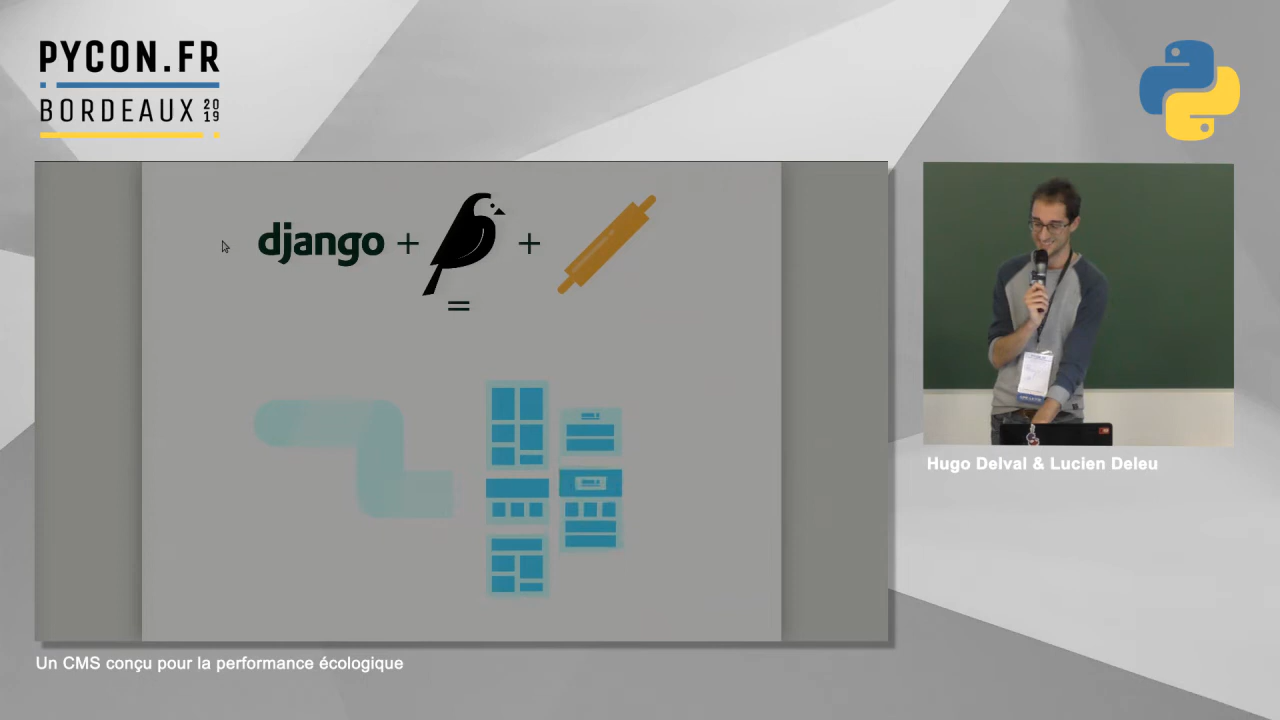 PYCON.FR
BORDEAUX 2019
django + +
=
Hugo Delval & Lucien Deleu
Un CMS conçu pour la performance écologique